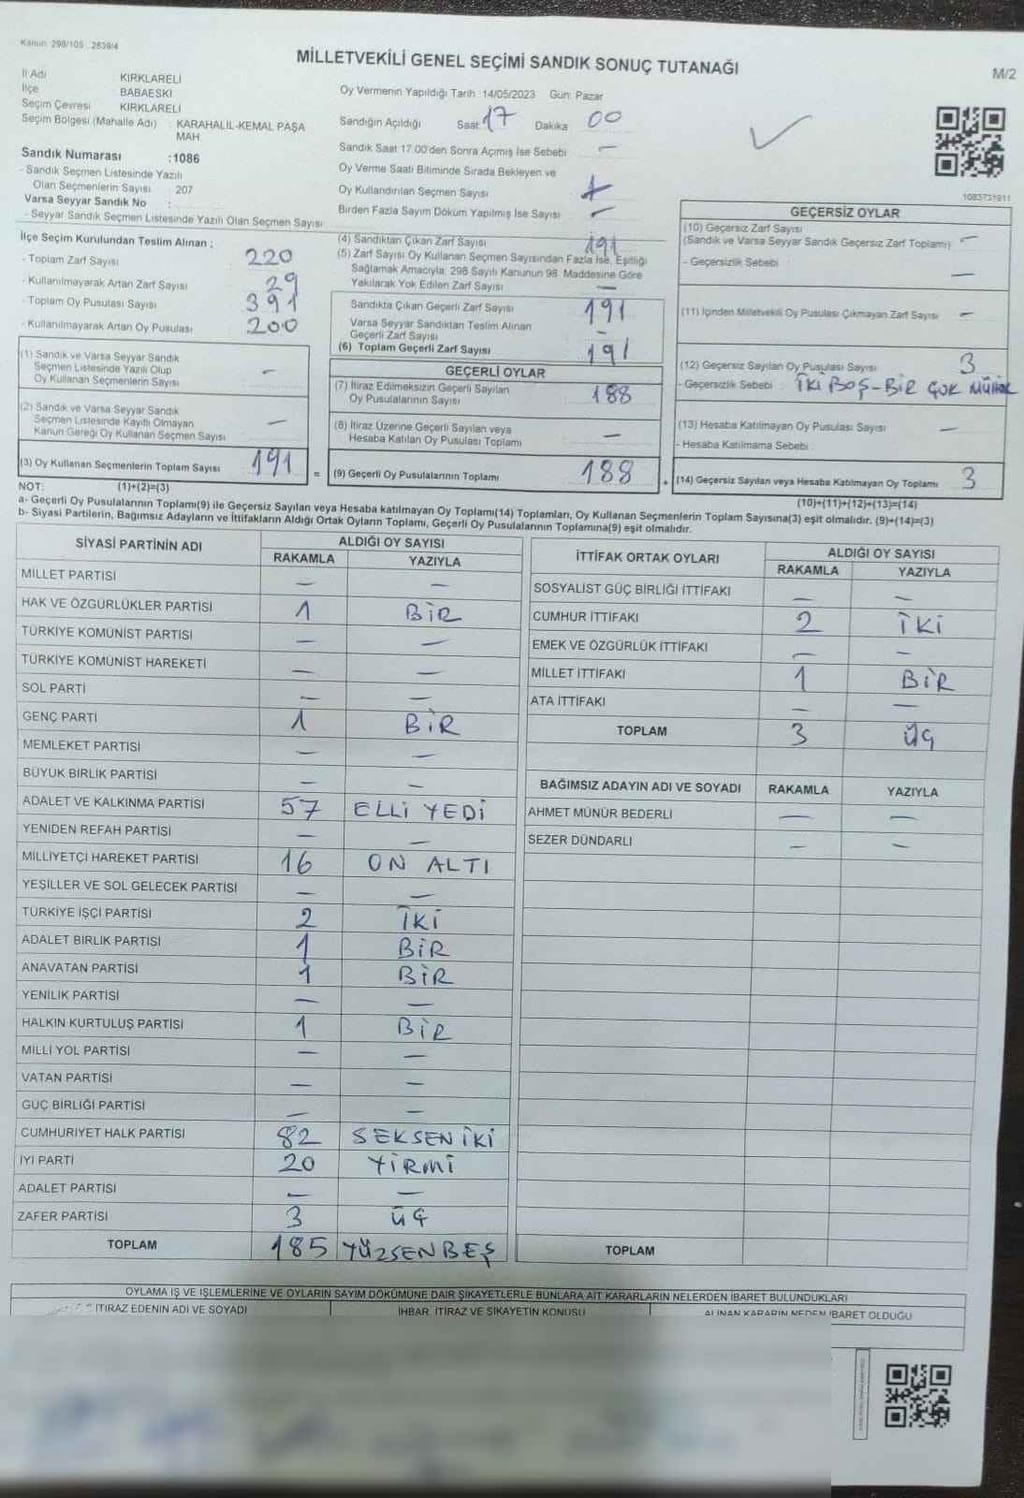 Kanun: 298/105 , 2839/4
MİLLETVEKİLİ GENEL SEÇİMİ SANDIK SONUÇ TUTANAĞI
M/2
İl Adı KIRKLARELİ
İlçe BABAESKİ
Seçim Çevresi KIRKLARELİ
Seçim Bölgesi (Mahalle Adı) : KARAHALİL-KEMAL PAŞA MAH.
Sandık Numarası :1086
- Sandık Seçmen Listesinde Yazılı
Olan Seçmenlerin Sayısı : 207
Varsa Seyyar Sandık No :
- Seyyar Sandık Seçmen Listesinde Yazılı Olan Seçmen Sayısı
Oy Vermenin Yapıldığı Tarih :14/05/2023 Gün: Pazar
Sandığın Açıldığı Saat 17 Dakika 00
Sandık Saat 17.00'den Sonra Açımış İse Sebebi —
Oy Verme Saati Bitiminde Sırada Bekleyen ve
Oy Kullandırılan Seçmen Sayısı
Birden Fazla Sayım Döküm Yapılmış İse Sayısı —
1083731911
İlçe Seçim Kurulundan Teslim Alınan :
- Toplam Zarf Sayısı 220
- Kullanılmayarak Artan Zarf Sayısı 29
- Toplam Oy Pusulası Sayısı 391
- Kullanılmayarak Artan Oy Pusulası 200
(1) Sandık ve Varsa Seyyar Sandık
Seçmen Listesinde Yazılı Olup
Oy Kullanan Seçmenlerin Sayısı —
(2) Sandık ve Varsa Seyyar Sandık
Seçmen Listesinde Kayıtlı Olmayan
Kanun Gereği Oy Kullanan Seçmen Sayısı —
(3) Oy Kullanan Seçmenlerin Toplam Sayısı 191
(4) Sandıktan Çıkan Zarf Sayısı 191
(5) Zarf Sayısı Oy Kullanan Seçmen Sayısından Fazla İse, Eşitliği
Sağlamak Amacıyla; 298 Sayılı Kanunun 98. Maddesine Göre
Yakılarak Yok Edilen Zarf Sayısı —
Sandıkta Çıkan Geçerli Zarf Sayısı 191
Varsa Seyyar Sandıktan Teslim Alınan
Geçerli Zarf Sayısı —
(6) Toplam Geçerli Zarf Sayısı 191
GEÇERLİ OYLAR
(7) İtiraz Edilmeksizin Geçerli Sayılan
Oy Pusulalarının Sayısı 188
(8) İtiraz Üzerine Geçerli Sayılan veya
Hesaba Katılan Oy Pusulası Toplamı —
= (9) Geçerli Oy Pusulalarının Toplamı 188
GEÇERSİZ OYLAR
(10) Geçersiz Zarf Sayısı
(Sandık ve Varsa Seyyar Sandık Geçersiz Zarf Toplamı) —
- Geçersizlik Sebebi : —
(11) İçinden Milletvekili Oy Pusulası Çıkmayan Zarf Sayısı —
(12) Geçersiz Sayılan Oy Pusulası Sayısı 3
- Geçersizlik Sebebi : İKİ BOŞ-BİR ÇOK MÜHÜR
(13) Hesaba Katılmayan Oy Pusulası Sayısı —
- Hesaba Katılmama Sebebi :
+ (14) Geçersiz Sayılan veya Hesaba Katılmayan Oy Toplamı 3
NOT: (1)+(2)=(3)
(10)+(11)+(12)+(13)=(14)
a- Geçerli Oy Pusulalarının Toplamı(9) ile Geçersiz Sayılan veya Hesaba katılmayan Oy Toplamı(14) Toplamları, Oy Kullanan Seçmenlerin Toplam Sayısına(3) eşit olmalıdır. (9)+(14)=(3)
b- Siyasi Partilerin, Bağımsız Adayların ve İttifakların Aldığı Ortak Oyların Toplamı, Geçerli Oy Pusulalarının Toplamına(9) eşit olmalıdır.
SİYASİ PARTİNİN ADI
ALDIĞI OY SAYISI
RAKAMLA YAZIYLA
MİLLET PARTİSİ — —
HAK VE ÖZGÜRLÜKLER PARTİSİ 1 BİR
TÜRKİYE KOMÜNİST PARTİSİ — —
TÜRKİYE KOMÜNİST HAREKETİ — —
SOL PARTİ — —
GENÇ PARTİ 1 BİR
MEMLEKET PARTİSİ — —
BÜYÜK BİRLİK PARTİSİ — —
ADALET VE KALKINMA PARTİSİ 57 ELLİ YEDİ
YENİDEN REFAH PARTİSİ — —
MİLLİYETÇİ HAREKET PARTİSİ 16 ON ALTI
YEŞİLLER VE SOL GELECEK PARTİSİ — —
TÜRKİYE İŞÇİ PARTİSİ 2 İKİ
ADALET BİRLİK PARTİSİ 1 BİR
ANAVATAN PARTİSİ 1 BİR
YENİLİK PARTİSİ — —
HALKIN KURTULUŞ PARTİSİ 1 BİR
MİLLİ YOL PARTİSİ — —
VATAN PARTİSİ — —
GÜÇ BİRLİĞİ PARTİSİ — —
CUMHURİYET HALK PARTİSİ 82 SEKSEN İKİ
İYİ PARTİ 20 YİRMİ
ADALET PARTİSİ — —
ZAFER PARTİSİ 3 ÜÇ
TOPLAM 185 YÜZSENBEŞ
İTTİFAK ORTAK OYLARI
ALDIĞI OY SAYISI
RAKAMLA YAZIYLA
SOSYALİST GÜÇ BİRLİĞİ İTTİFAKI — —
CUMHUR İTTİFAKI 2 İKİ
EMEK VE ÖZGÜRLÜK İTTİFAKI — —
MİLLET İTTİFAKI 1 BİR
ATA İTTİFAKI — —
TOPLAM 3 ÜÇ
BAĞIMSIZ ADAYIN ADI VE SOYADI RAKAMLA YAZIYLA
AHMET MÜNÜR BEDERLİ — —
SEZER DÜNDARLI — —
TOPLAM
OYLAMA İŞ VE İŞLEMLERİNE VE OYLARIN SAYIM DÖKÜMÜNE DAİR ŞİKAYETLERLE BUNLARA AİT KARARLARIN NELERDEN İBARET BULUNDUKLARI
İTİRAZ EDENİN ADI VE SOYADI
İHBAR, İTİRAZ VE ŞİKAYETİN KONUSU
ALINAN KARARIN NEDEN İBARET OLDUĞU